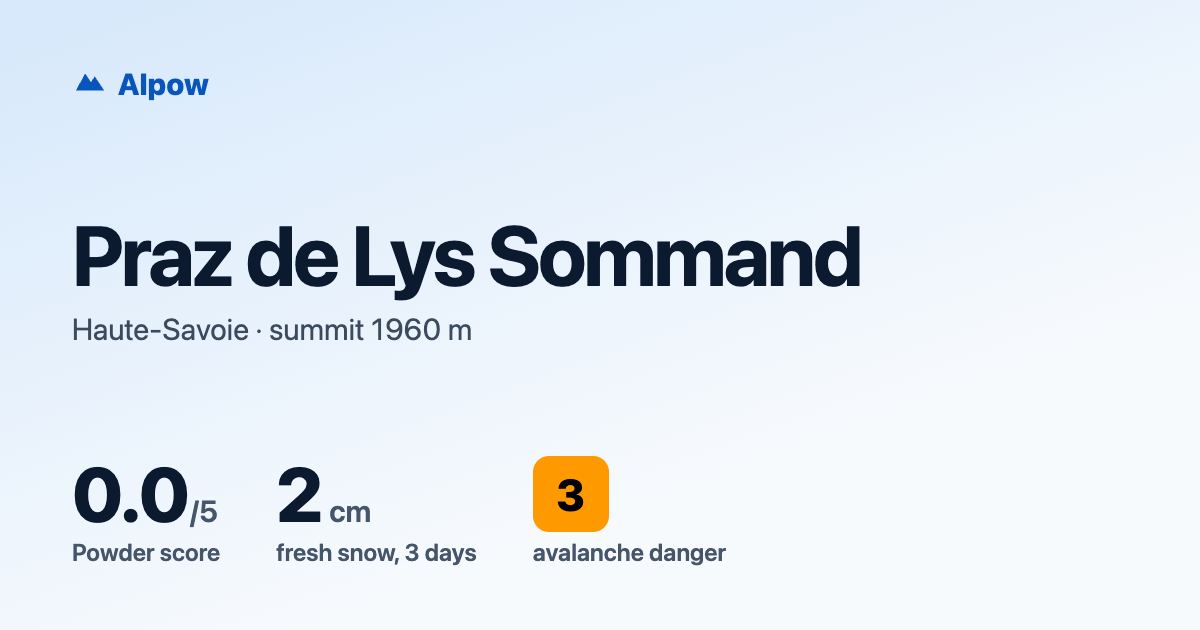 Alpow
Praz de Lys Sommand
Haute-Savoie · summit 1960 m
0.0/5
Powder score
2 cm
fresh snow, 3 days
3
avalanche danger